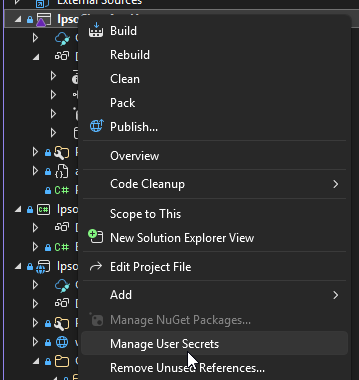 External Sources
Ipso
Build
Rebuild
Clean
Pack
Publish...
Overview
Code Cleanup
Scope to This
C#
Ipso
New Solution Explorer View
Ipso
Edit Project File
Add
Manage NuGet Packages...
Manage User Secrets
Remove Unused References...